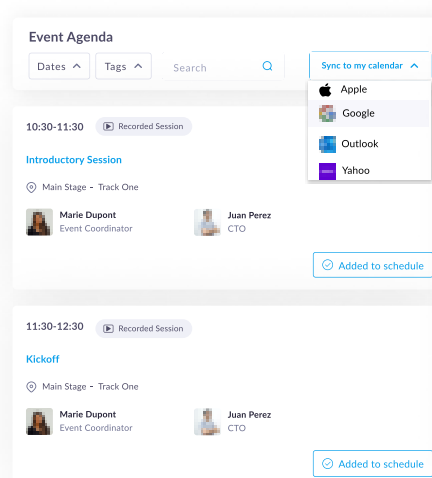 Event Agenda
Dates
Tags
Search
Sync to my calendar
Apple
Google
Outlook
Yahoo
10:30-11:30
Recorded Session
Introductory Session
Main Stage - Track One
Marie Dupont
Event Coordinator
Juan Perez
CTO
Added to schedule
11:30-12:30
Recorded Session
Kickoff
Main Stage - Track One
Marie Dupont
Event Coordinator
Juan Perez
CTO
Added to schedule